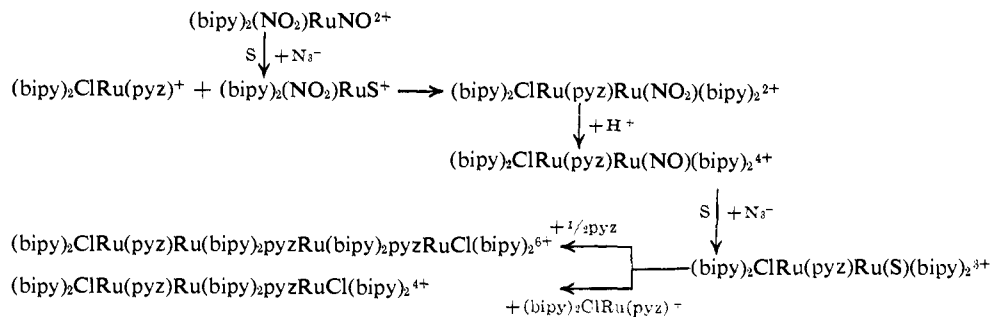 (bipy)₂(NO₂)RuNO²⁺
S +N₃⁻
(bipy)₂ClRu(pyz)⁺ + (bipy)₂(NO₂)RuS⁺ ⟶ (bipy)₂ClRu(pyz)Ru(NO₂)(bipy)₂²⁺
+H⁺
(bipy)₂ClRu(pyz)Ru(NO)(bipy)₂⁴⁺
S +N₃⁻
+¹/₂pyz
(bipy)₂ClRu(pyz)Ru(bipy)₂pyzRu(bipy)₂pyzRuCl(bipy)₂⁶⁺
(bipy)₂ClRu(pyz)Ru(S)(bipy)₂³⁺
(bipy)₂ClRu(pyz)Ru(bipy)₂pyzRuCl(bipy)₂⁴⁺
+(bipy)₂ClRu(pyz)